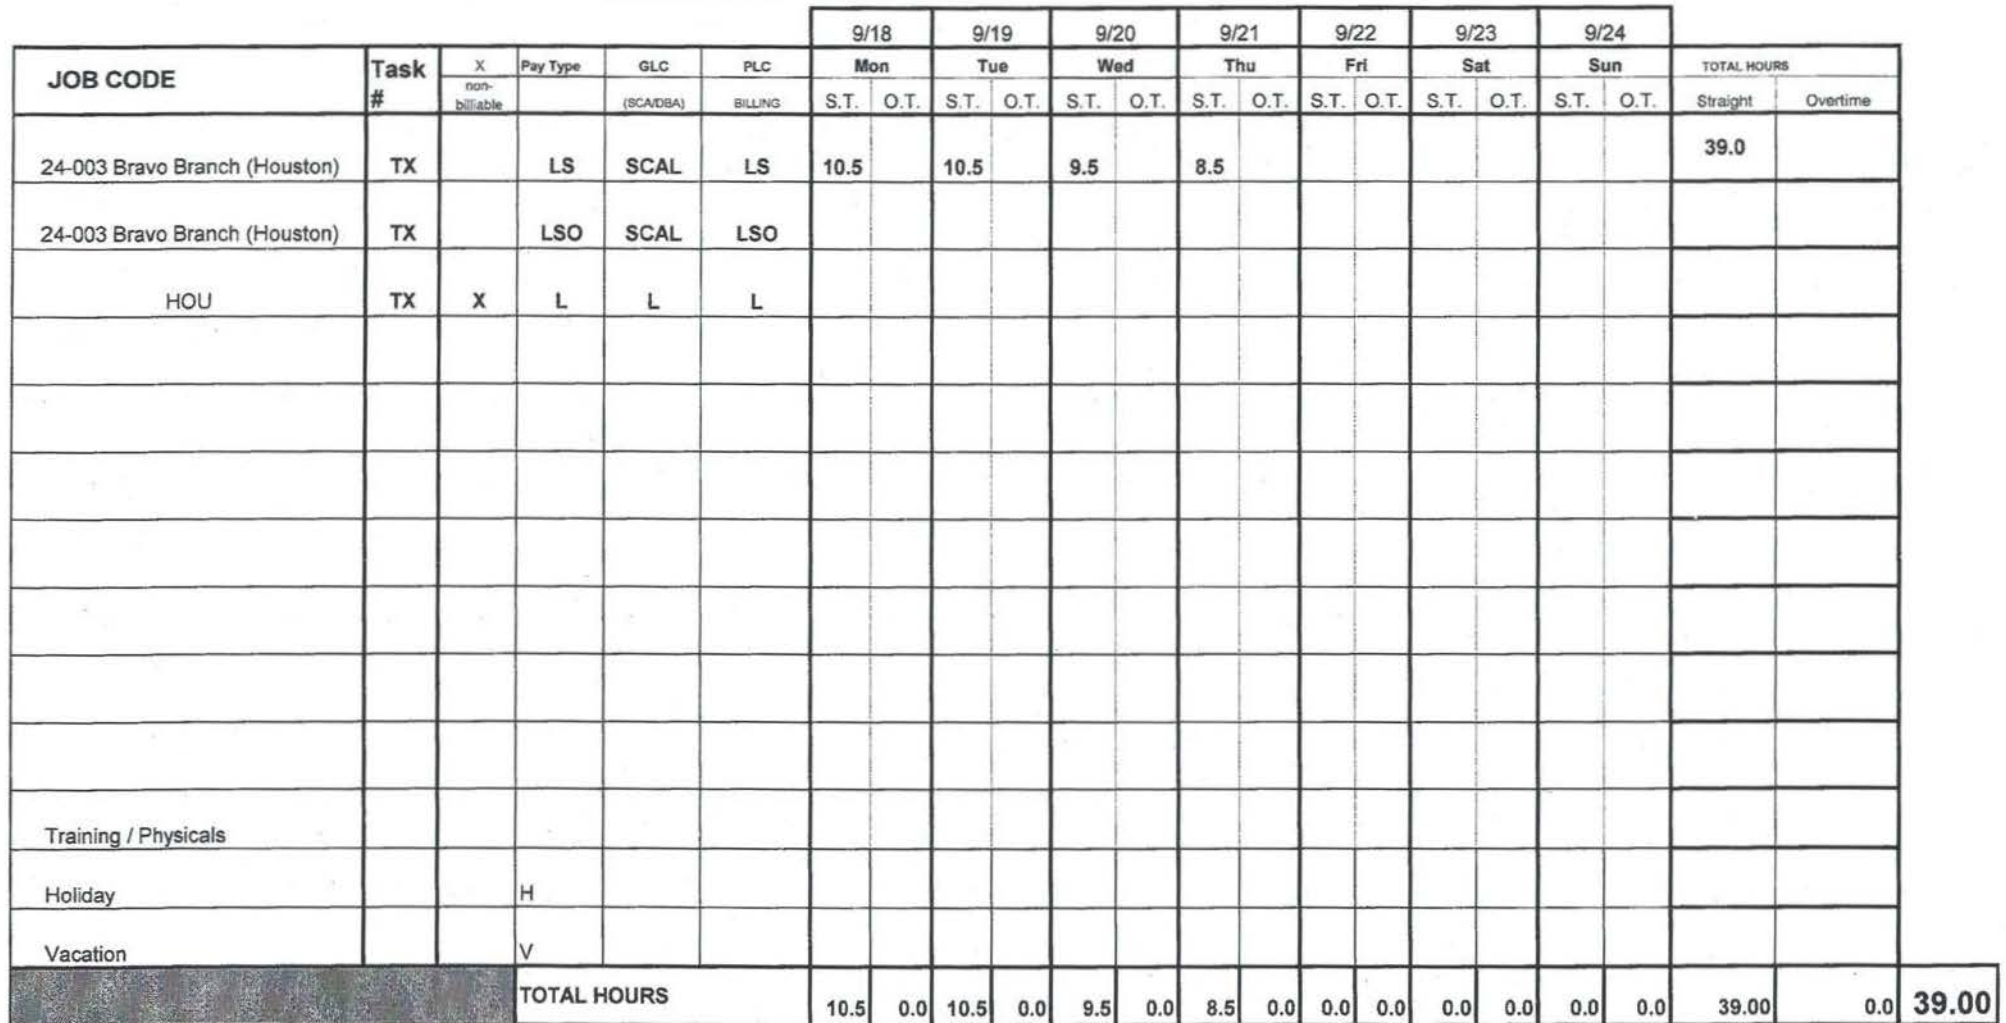 9/18 9/19 9/20 9/21 9/22 9/23 9/24
JOB CODE Task # X non-billiable Pay Type GLC (SCA/DBA) PLC BILLING Mon Tue Wed Thu Fri Sat Sun TOTAL HOURS
S.T. O.T. S.T. O.T. S.T. O.T. S.T. O.T. S.T. O.T. S.T. O.T. S.T. O.T. Straight Overtime
24-003 Bravo Branch (Houston) TX LS SCAL LS 10.5 10.5 9.5 8.5 39.0
24-003 Bravo Branch (Houston) TX LSO SCAL LSO
HOU TX X L L L
Training / Physicals
Holiday H
Vacation V
TOTAL HOURS 10.5 0.0 10.5 0.0 9.5 0.0 8.5 0.0 0.0 0.0 0.0 0.0 0.0 0.0 39.00 0.0 39.00